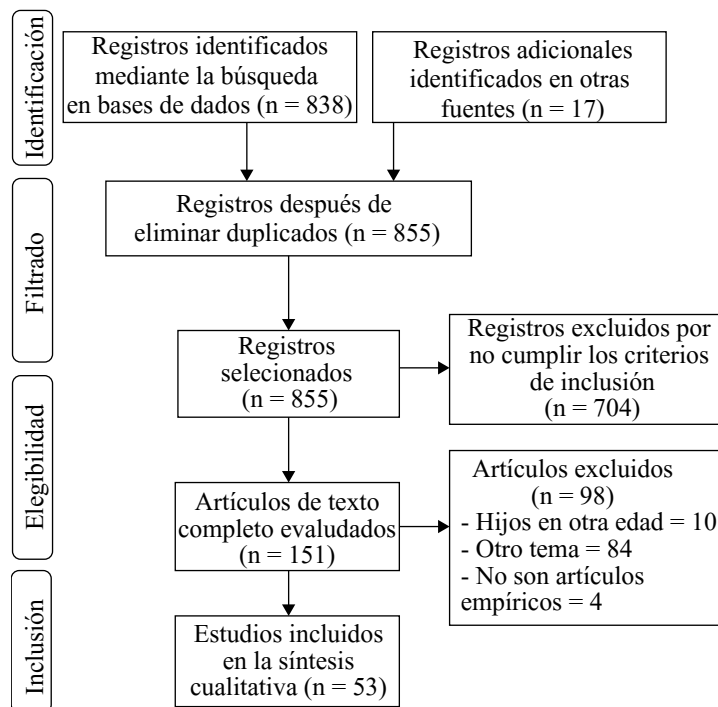 Identificación
Registros identificados
mediante la búsqueda
en bases de dados (n = 838)
Registros adicionales
identificados en otras
fuentes (n = 17)
Filtrado
Registros después de
eliminar duplicados (n = 855)
Registros
selecionados
(n = 855)
Registros excluidos por
no cumplir los criterios
de inclusión
(n = 704)
Elegibilidad
Artículos de texto
completo evaluados
(n = 151)
Artículos excluidos
(n = 98)
- Hijos en otra edad = 10
- Otro tema = 84
- No son artículos
empíricos = 4
Inclusión
Estudios incluidos
en la síntesis
cualitativa (n = 53)